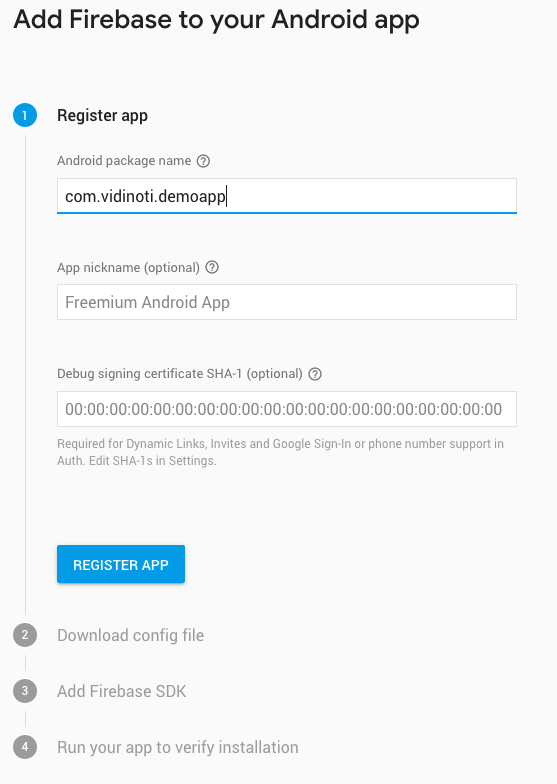 Add Firebase to your Android app
1 Register app
Android package name ?
com.vidinoti.demoapp
App nickname (optional) ?
Freemium Android App
Debug signing certificate SHA-1 (optional) ?
00:00:00:00:00:00:00:00:00:00:00:00:00:00:00:00:00:00:00:00
Required for Dynamic Links, Invites and Google Sign-In or phone number support in
Auth. Edit SHA-1s in Settings.
REGISTER APP
2 Download config file
3 Add Firebase SDK
4 Run your app to verify installation